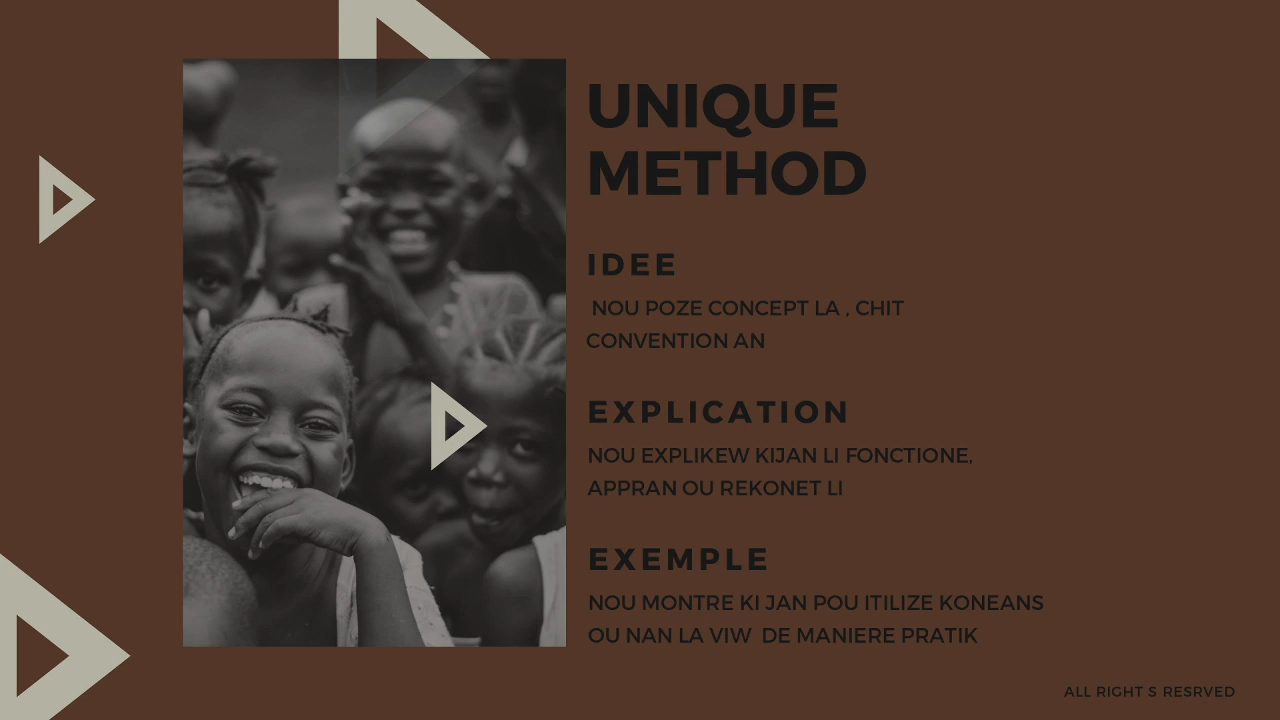 UNIQUE
METHOD
IDEE
NOU POZE CONCEPT LA , CHIT
CONVENTION AN
EXPLICATION
NOU EXPLIKEW KIJAN LI FONCTIONE,
APPRAN OU REKONET LI
EXEMPLE
NOU MONTRE KI JAN POU ITILIZE KONEANS
OU NAN LA VIW  DE MANIERE PRATIK
ALL RIGHT S RESRVED